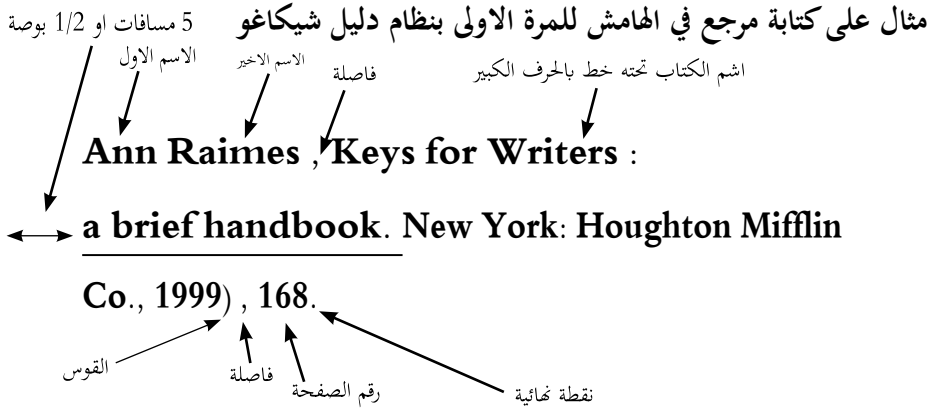 مثال على كتابة مرجع في الهامش للمرة الاولى بنظام دليل شيكاغو
5 مسافات او 1/2 بوصة
الاسم الاول
الاسم الاخير
فاصلة
اشم الكتاب تحته خط بالحرف الكبير
Ann Raimes , Keys for Writers :
a brief handbook. New York: Houghton Mifflin
Co., 1999) , 168.
القوس
فاصلة
رقم الصفحة
نقطة نهائية